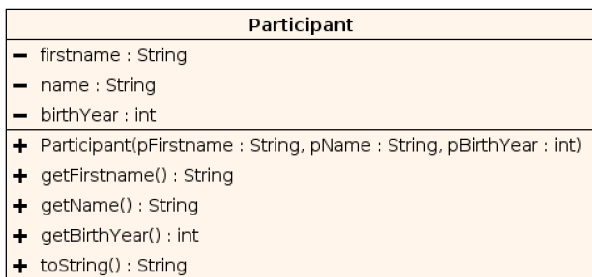 Participant
− firstname : String
− name : String
− birthYear : int
+ Participant(pFirstname : String, pName : String, pBirthYear : int)
+ getFirstname() : String
+ getName() : String
+ getBirthYear() : int
+ toString() : String